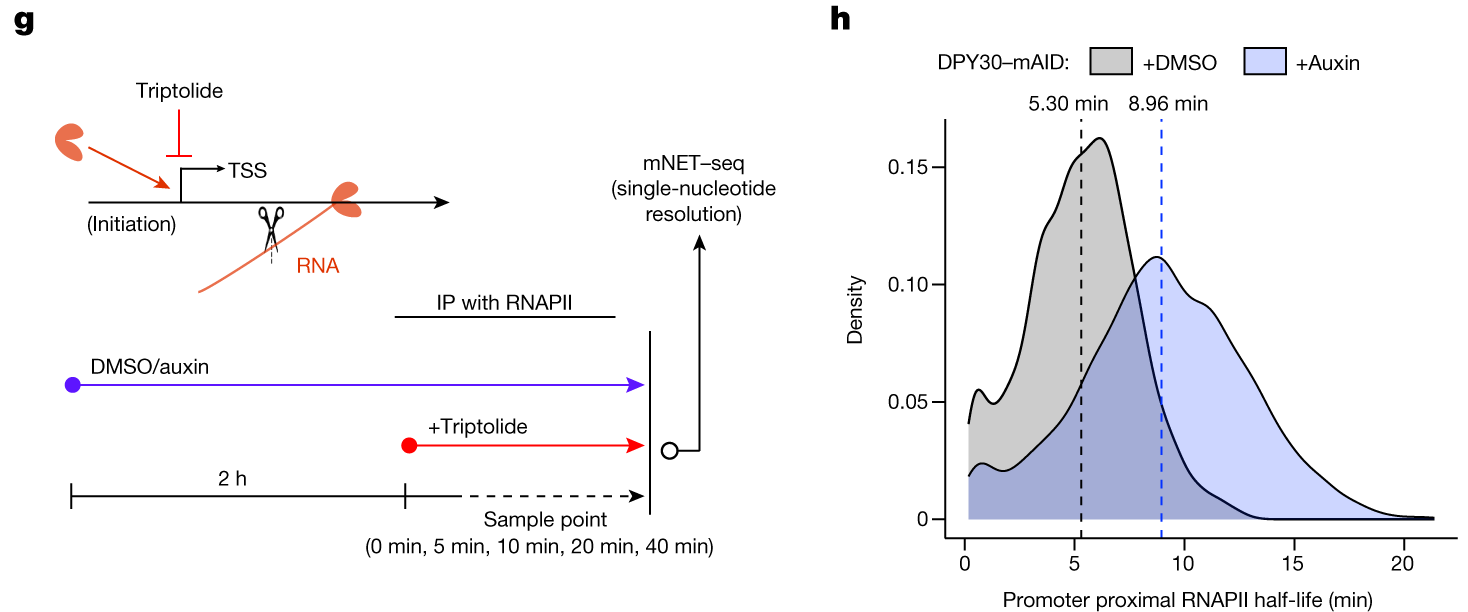 g
Triptolide
TSS
(Initiation)
RNA
mNET–seq
(single-nucleotide
resolution)
IP with RNAPII
DMSO/auxin
+Triptolide
2 h
Sample point
(0 min, 5 min, 10 min, 20 min, 40 min)
h
DPY30–mAID: +DMSO +Auxin
5.30 min 8.96 min
0.15
0.10
0.05
0
Density
0 5 10 15 20
Promoter proximal RNAPII half-life (min)